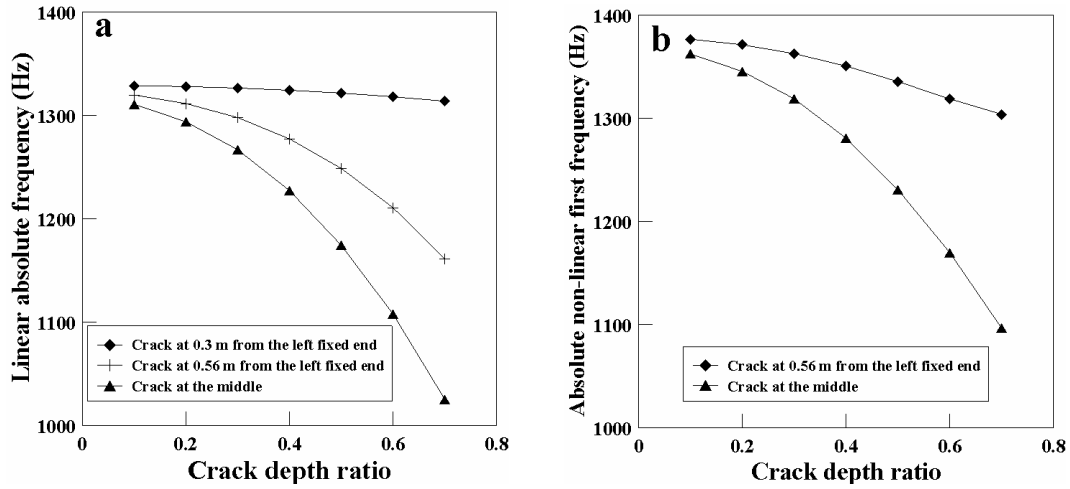 a
Linear absolute frequency (Hz)
1400
1300
1200
1100
1000
Crack at 0.3 m from the left fixed end
Crack at 0.56 m from the left fixed end
Crack at the middle
0
0.2
0.4
0.6
0.8
Crack depth ratio
b
Absolute non-linear first frequency (Hz)
1400
1300
1200
1100
1000
Crack at 0.56 m from the left fixed end
Crack at the middle
0
0.2
0.4
0.6
0.8
Crack depth ratio